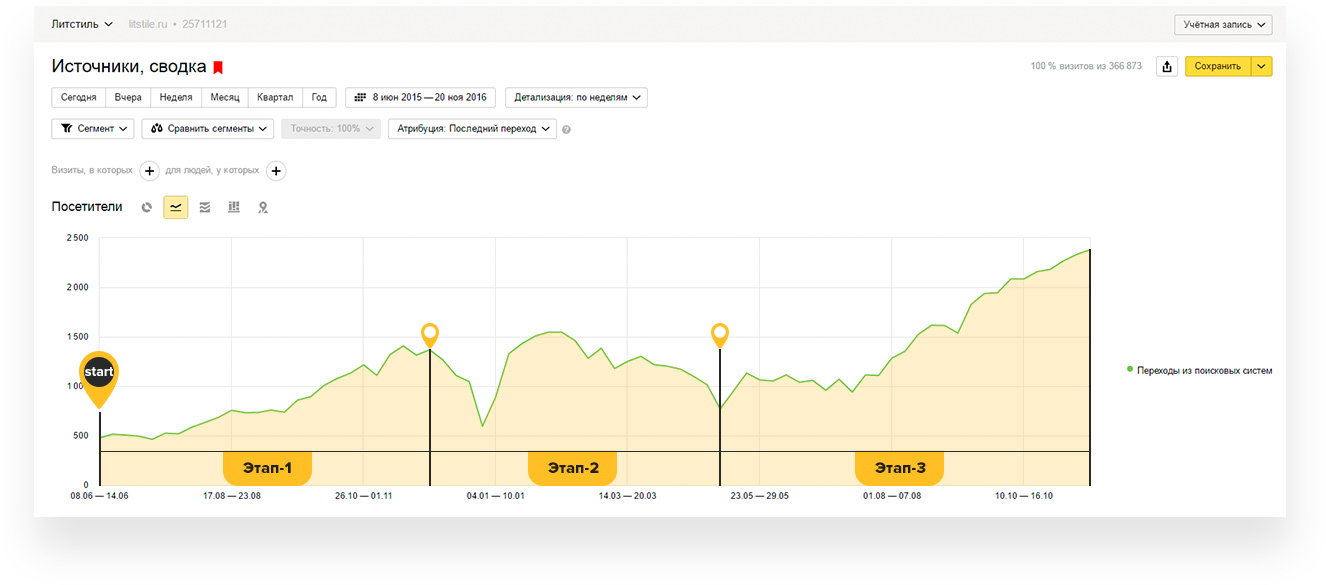 Литстиль litstile.ru • 25711121 Учётная запись
Источники, сводка 100 % визитов из 366 873 Сохранить
Сегодня Вчера Неделя Месяц Квартал Год 8 июн 2015 — 20 ноя 2016 Детализация: по неделям
Сегмент Сравнить сегменты Точность: 100% Атрибуция: Последний переход ?
Визиты, в которых + для людей, у которых +
Посетители
2 500
2 000
1 500
start
1 000
Переходы из поисковых систем
500
Этап-1 Этап-2 Этап-3
0
08.06 — 14.06 17.08 — 23.08 26.10 — 01.11 04.01 — 10.01 14.03 — 20.03 23.05 — 29.05 01.08 — 07.08 10.10 — 16.10